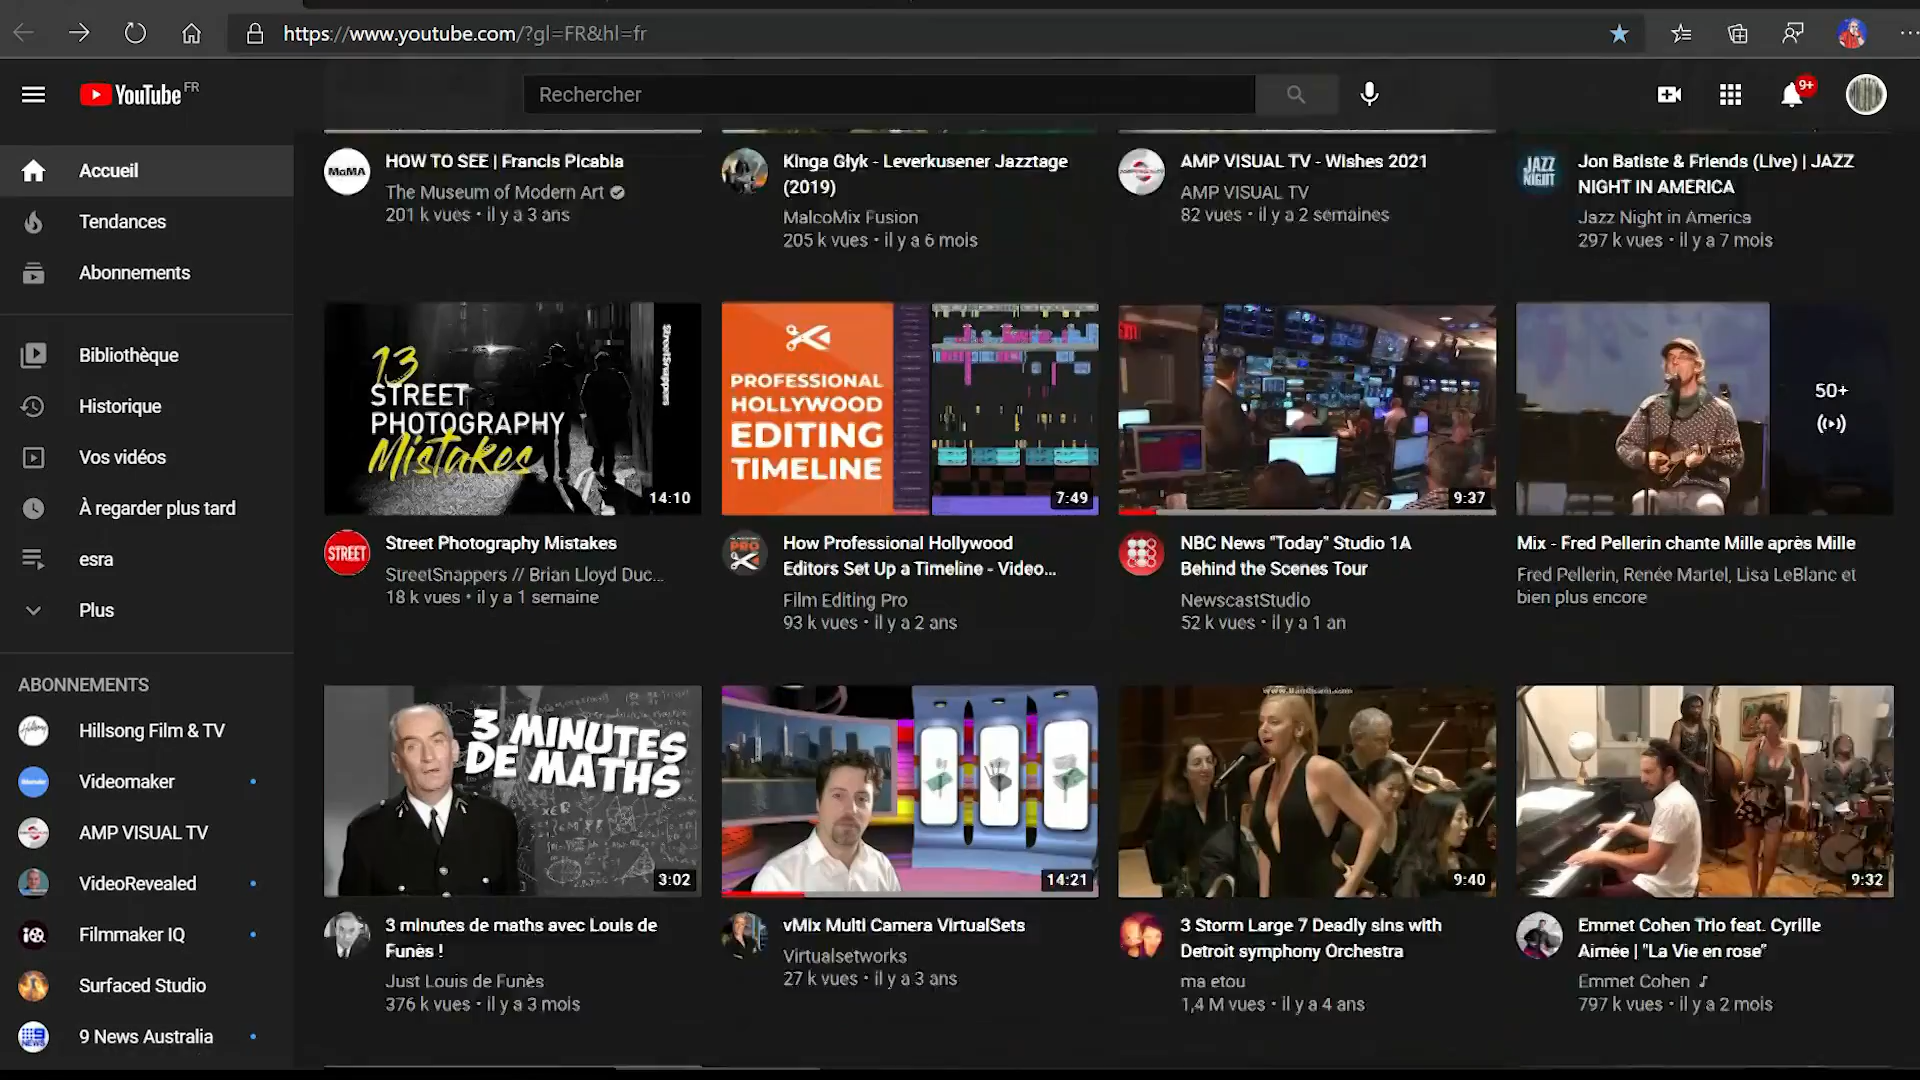 https://www.youtube.com/?gl=FR&hl=fr
YouTube FR
Rechercher
9+
Accueil
Tendances
Abonnements
Bibliothèque
Historique
Vos vidéos
À regarder plus tard
esra
Plus
ABONNEMENTS
Hillsong Film & TV
Videomaker
AMP VISUAL TV
VideoRevealed
Filmmaker IQ
Surfaced Studio
9 News Australia
MoMA
HOW TO SEE | Francis Picabia
The Museum of Modern Art
201 k vues • il y a 3 ans
Kinga Głyk - Leverkusener Jazztage
(2019)
MalcoMix Fusion
205 k vues • il y a 6 mois
AMP VISUAL TV - Wishes 2021
AMP VISUAL TV
82 vues • il y a 2 semaines
JAZZ
NIGHT
Jon Batiste & Friends (Live) | JAZZ
NIGHT IN AMERICA
Jazz Night in America
297 k vues • il y a 7 mois
13
STREET
PHOTOGRAPHY
Mistakes
StreetSnappers
14:10
STREET
Street Photography Mistakes
StreetSnappers // Brian Lloyd Duc...
18 k vues • il y a 1 semaine
PROFESSIONAL
HOLLYWOOD
EDITING
TIMELINE
7:49
PRO
How Professional Hollywood
Editors Set Up a Timeline - Video...
Film Editing Pro
93 k vues • il y a 2 ans
9:37
NBC News "Today" Studio 1A
Behind the Scenes Tour
NewscastStudio
52 k vues • il y a 1 an
50+
Mix - Fred Pellerin chante Mille après Mille
Fred Pellerin, Renée Martel, Lisa LeBlanc et
bien plus encore
3 MINUTES
DE MATHS
3:02
3 minutes de maths avec Louis de
Funès !
Just Louis de Funès
376 k vues • il y a 3 mois
14:21
vMix Multi Camera VirtualSets
Virtualsetworks
27 k vues • il y a 3 ans
9:40
3 Storm Large 7 Deadly sins with
Detroit symphony Orchestra
ma etou
1,4 M vues • il y a 4 ans
9:32
Emmet Cohen Trio feat. Cyrille
Aimée | "La Vie en rose"
Emmet Cohen
797 k vues • il y a 2 mois